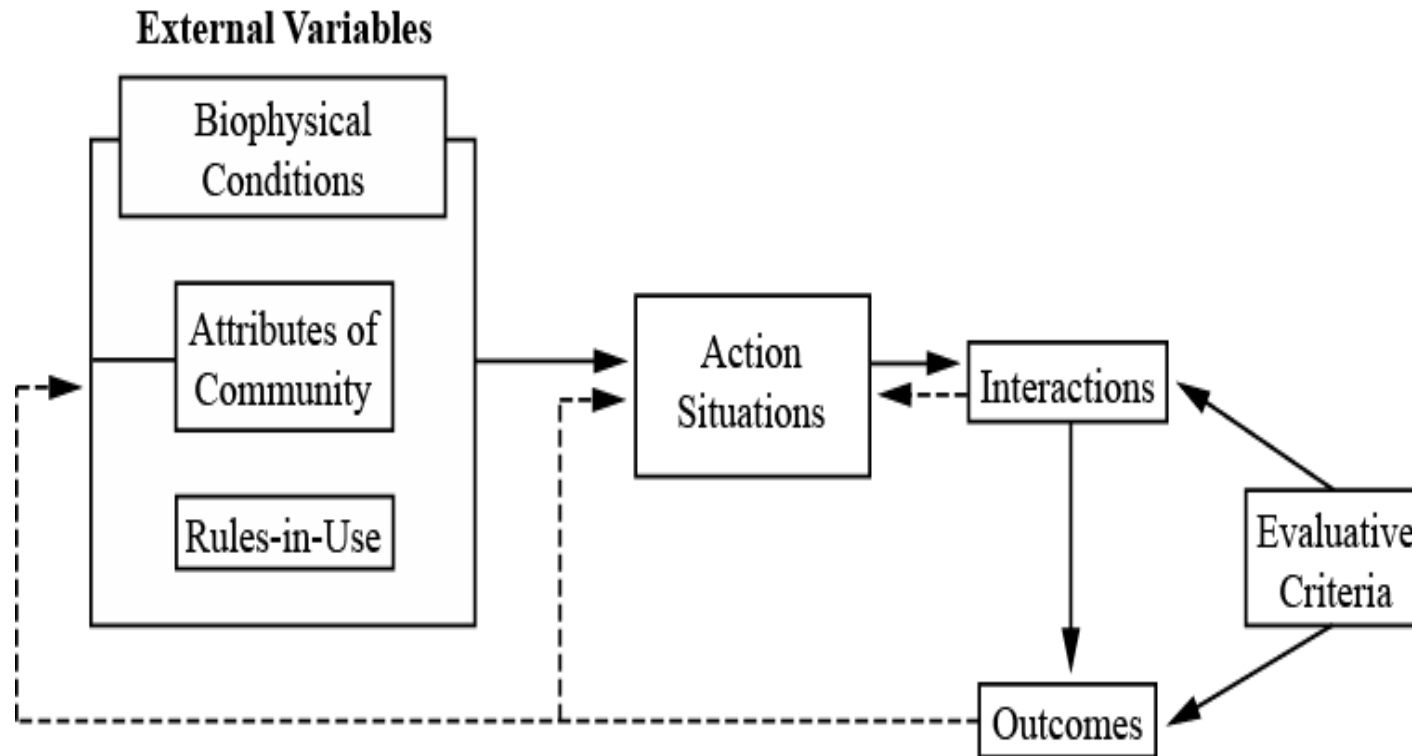 External Variables
Biophysical
Conditions
Attributes of
Community
Rules-in-Use
Action
Situations
Interactions
Evaluative
Criteria
Outcomes